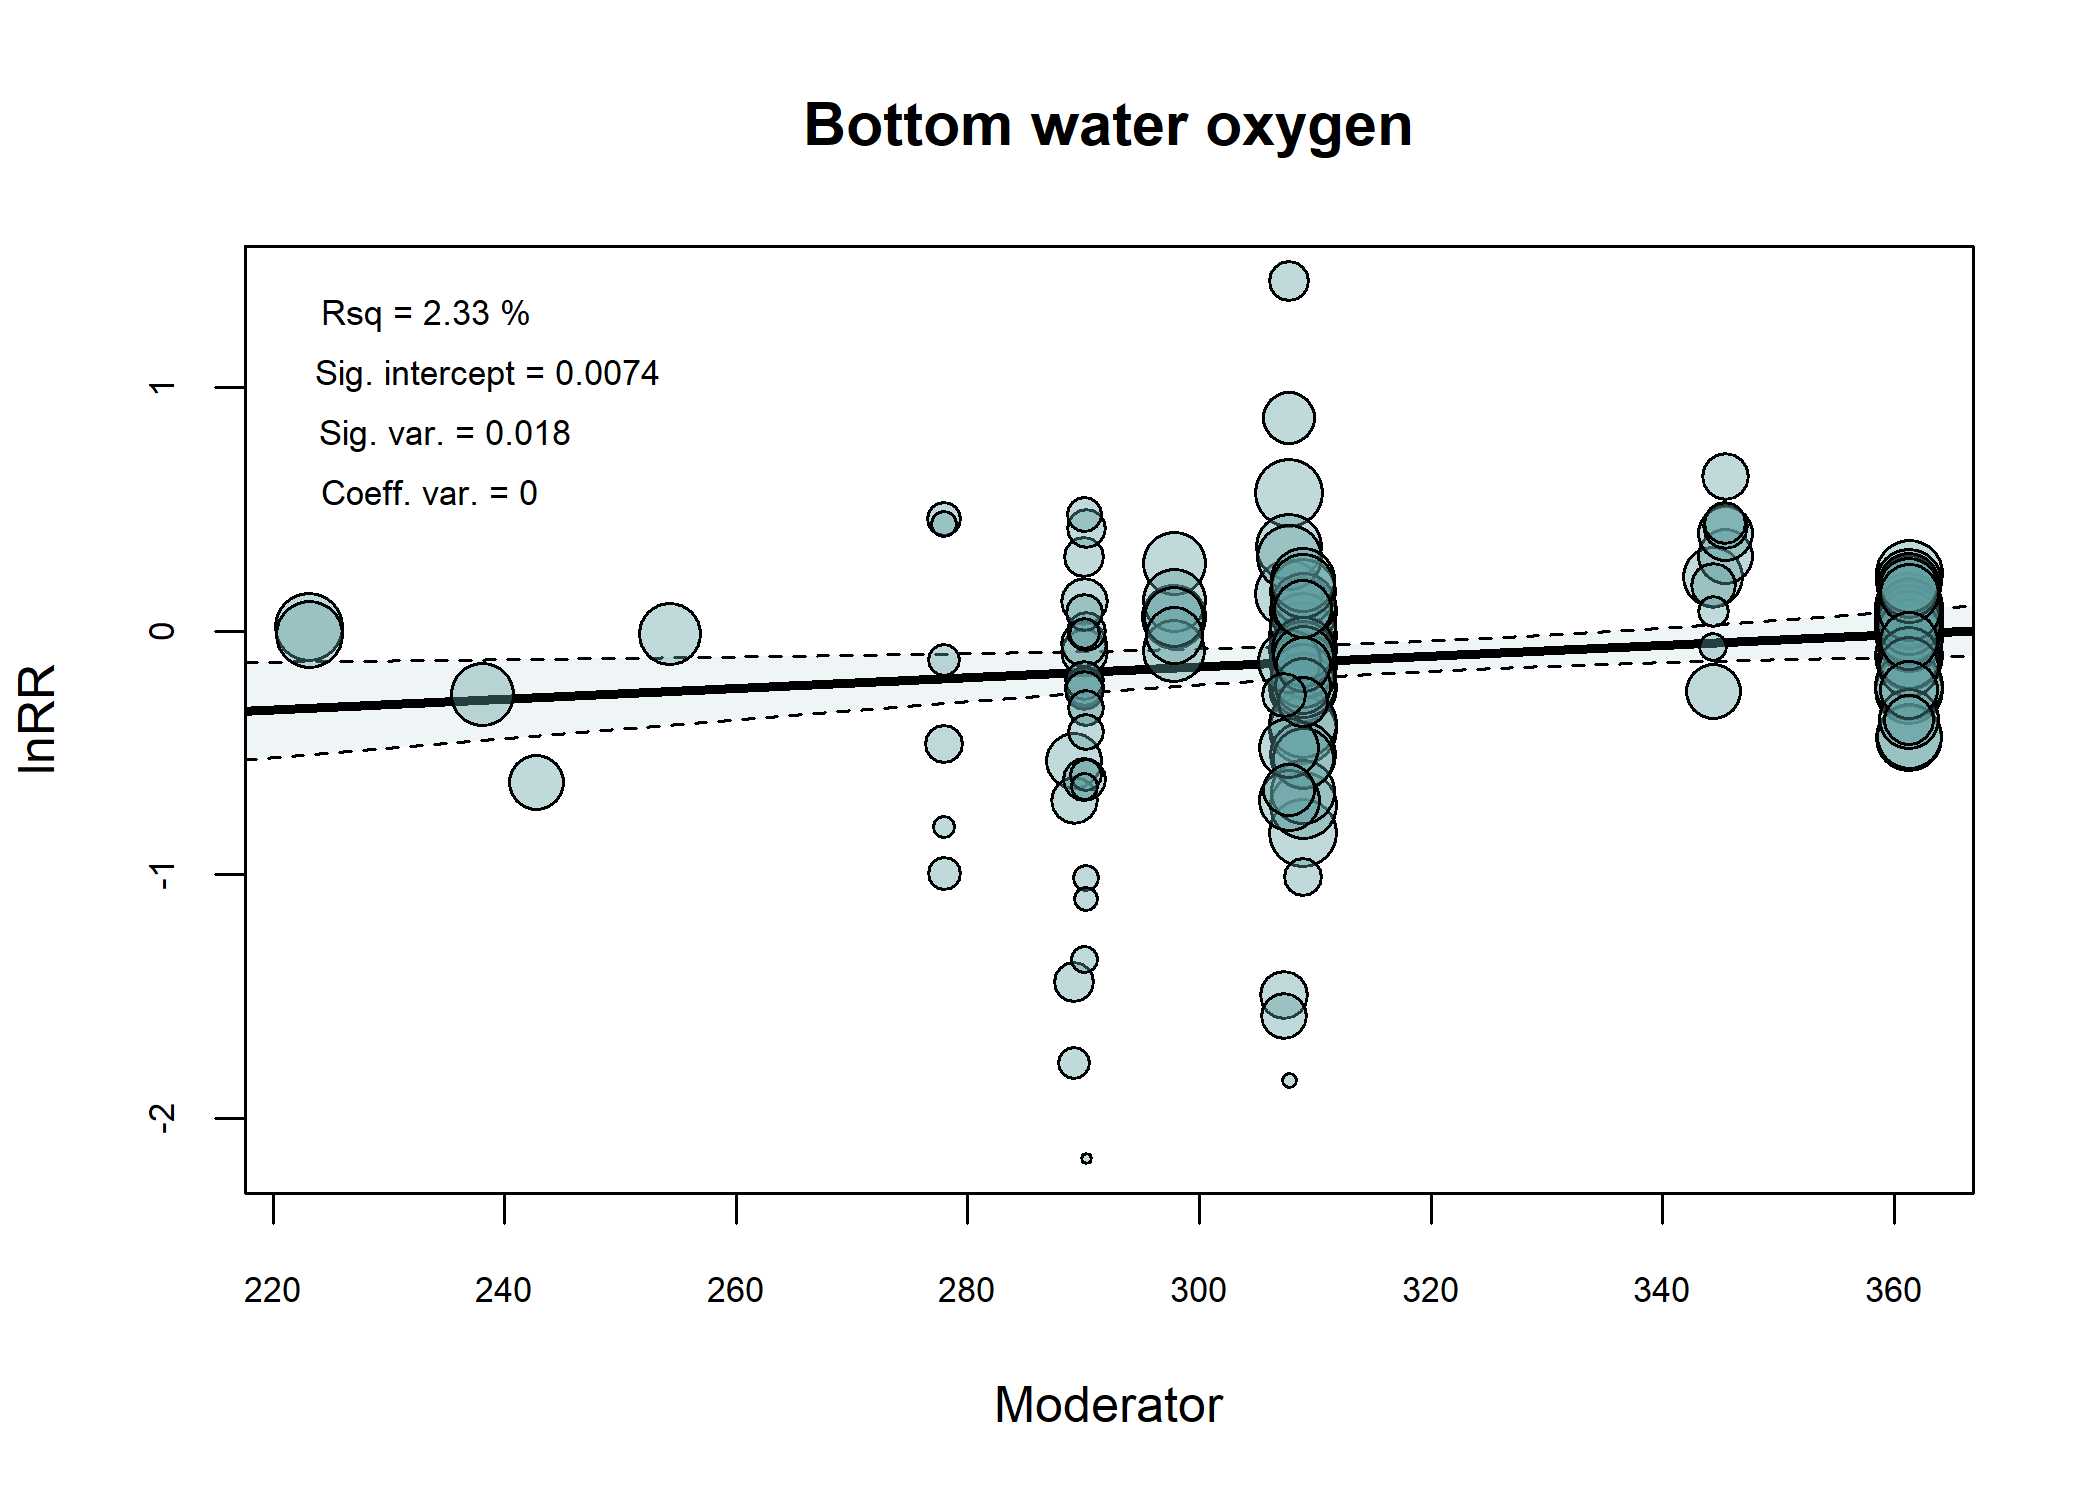 Bottom water oxygen
Rsq = 2.33 %
Sig. intercept = 0.0074
Sig. var. = 0.018
Coeff. var. = 0
lnRR
1
0
-1
-2
220 240 260 280 300 320 340 360
Moderator